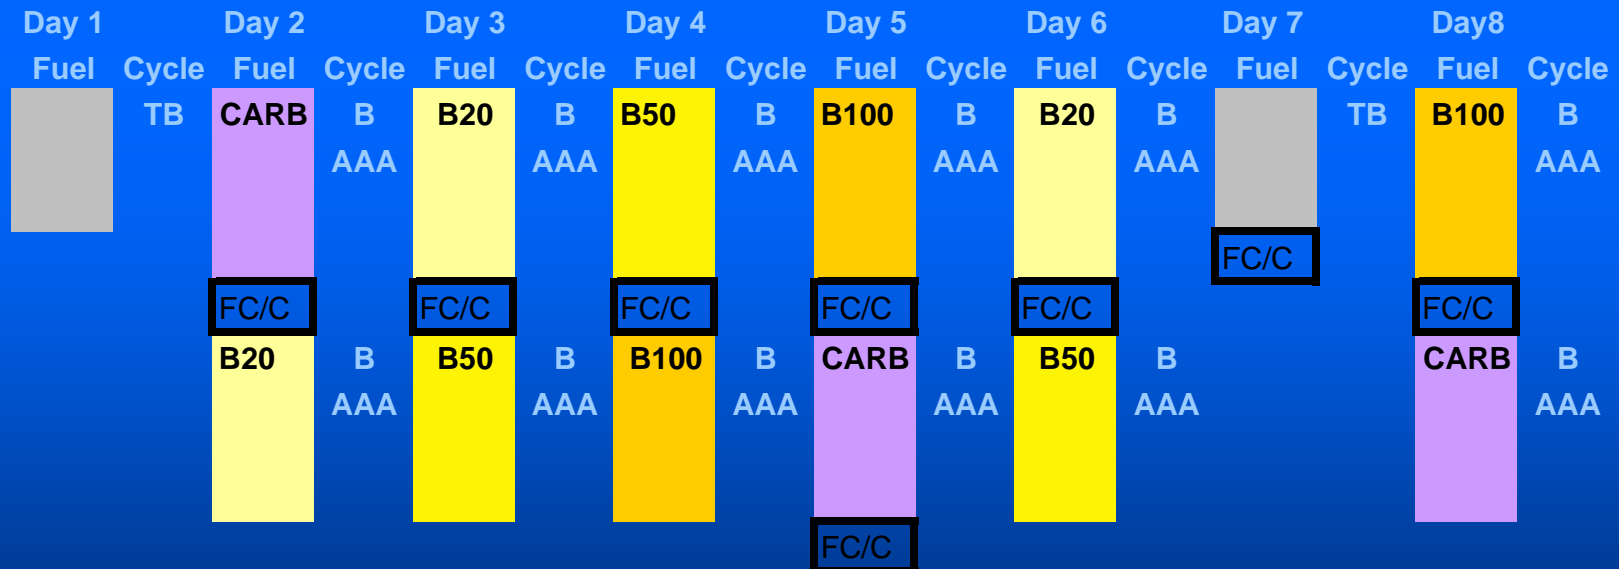 Day 1 Day 2 Day 3 Day 4 Day 5 Day 6 Day 7 Day8
Fuel Cycle Fuel Cycle Fuel Cycle Fuel Cycle Fuel Cycle Fuel Cycle Fuel Cycle Fuel Cycle
TB CARB B B20 B B50 B B100 B B20 B TB B100 B
AAA AAA AAA AAA AAA AAA
FC/C
FC/C FC/C FC/C FC/C FC/C FC/C
B20 B B50 B B100 B CARB B B50 B CARB B
AAA AAA AAA AAA AAA AAA
FC/C